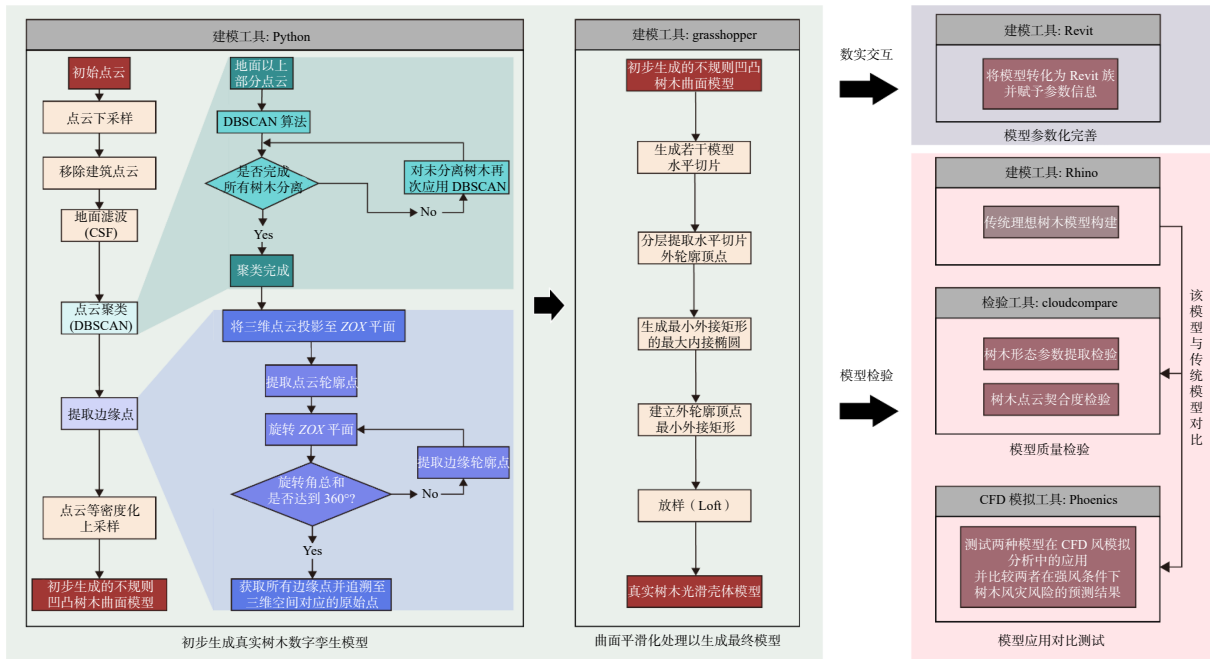 建模工具: Python
初始点云
点云下采样
移除建筑点云
地面滤波
(CSF)
点云聚类
(DBSCAN)
提取边缘点
点云等密度化
上采样
初步生成的不规则
凹凸树木曲面模型
地面以上
部分点云
DBSCAN 算法
是否完成
所有树木分离
对未分离树木再
次应用 DBSCAN
No
Yes
聚类完成
将三维点云投影至 ZOX 平面
提取点云轮廓点
旋转 ZOX 平面
提取边缘轮廓点
旋转角总和
是否达到 360°?
No
Yes
获取所有边缘点并追溯至
三维空间对应的原始点
初步生成真实树木数字孪生模型
建模工具: grasshopper
初步生成的不规则凹凸
树木曲面模型
生成若干模型
水平切片
分层提取水平切片
外轮廓顶点
生成最小外接矩形
的最大内接椭圆
建立外轮廓顶点
最小外接矩形
放样（Loft）
真实树木光滑壳体模型
曲面平滑化处理以生成最终模型
数实交互
模型检验
建模工具: Revit
将模型转化为 Revit 族
并赋予参数信息
模型参数化完善
建模工具: Rhino
传统理想树木模型构建
检验工具: cloudcompare
树木形态参数提取检验
树木点云契合度检验
模型质量检验
该模型与传统模型对比
CFD 模拟工具: Phoenics
测试两种模型在 CFD 风模拟
分析中的应用
并比较两者在强风条件下
树木风灾风险的预测结果
模型应用对比测试